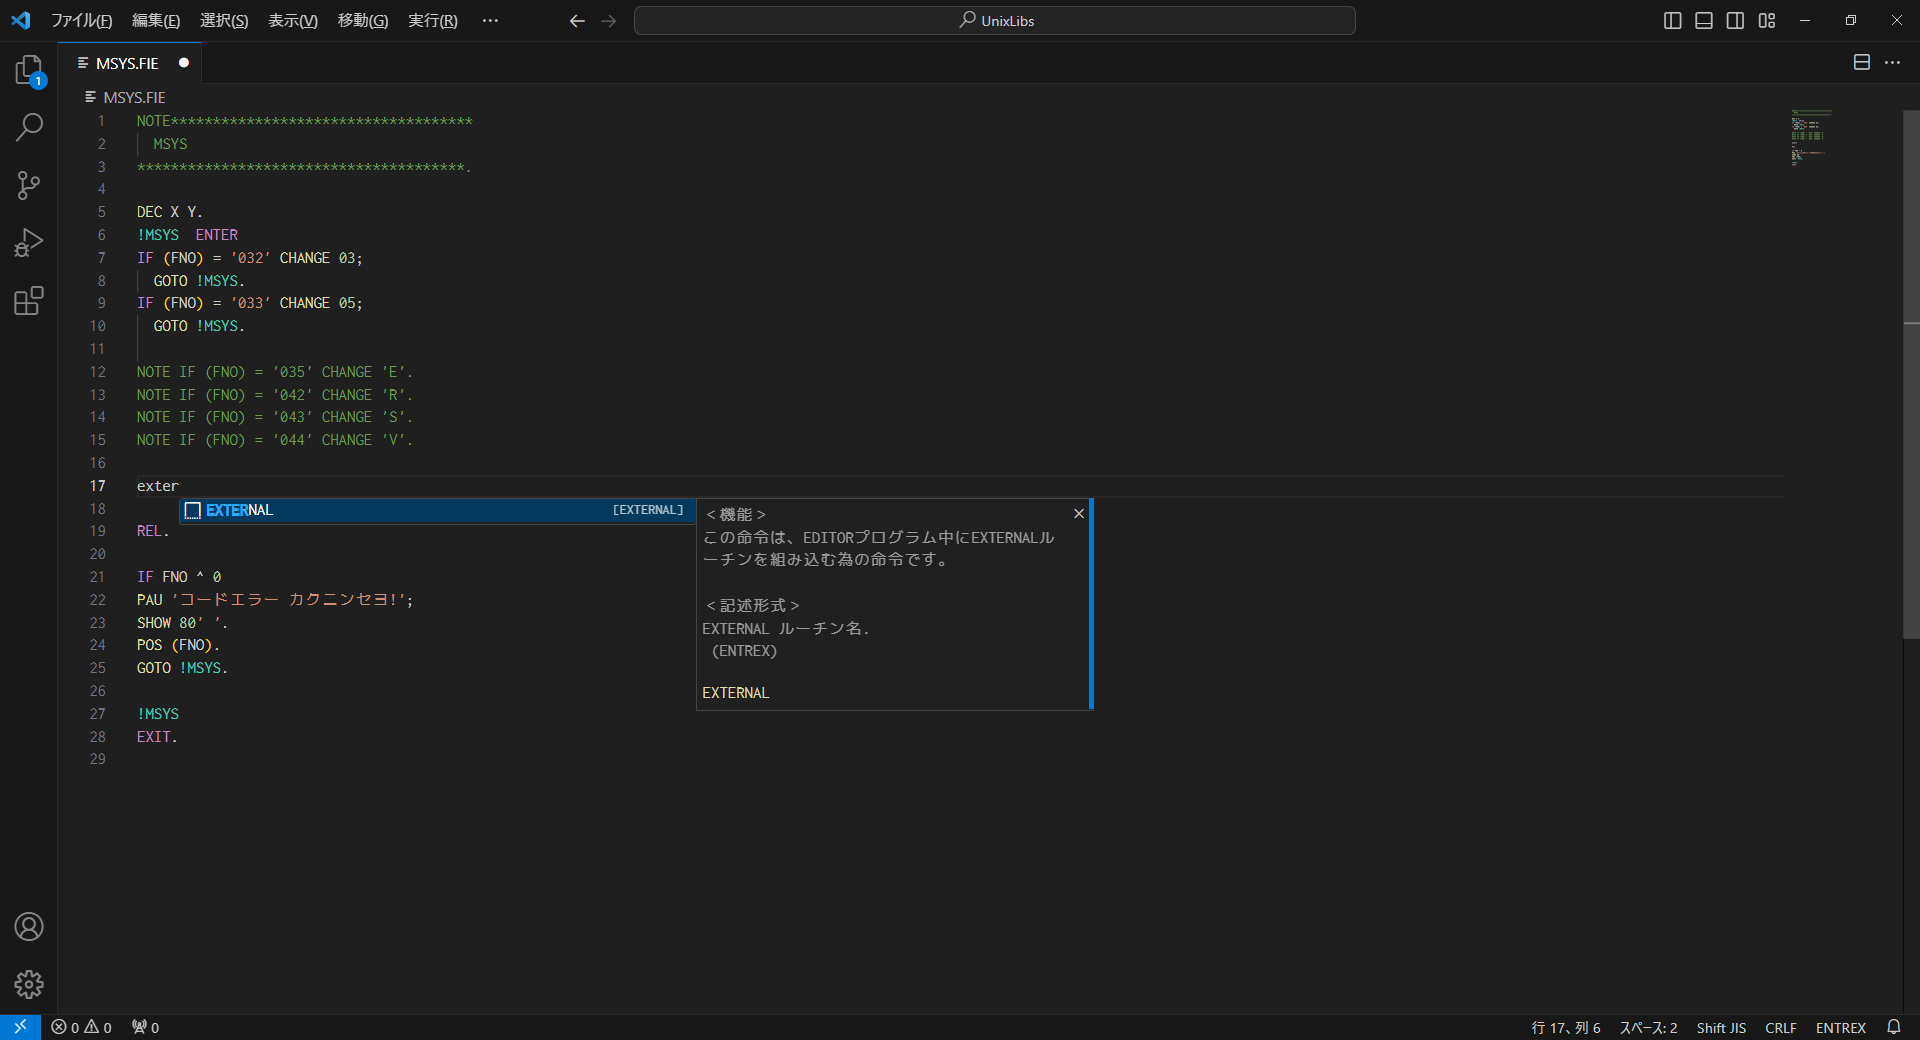 ファイル(F) 編集(E) 選択(S) 表示(V) 移動(G) 実行(R) ··· UnixLibs
1
MSYS.FIE
MSYS.FIE
1 NOTE************************************
2 MSYS
3 ***************************************.
4
5 DEC X Y.
6 !MSYS  ENTER
7 IF (FNO) = '032' CHANGE 03;
8 GOTO !MSYS.
9 IF (FNO) = '033' CHANGE 05;
10 GOTO !MSYS.
11
12 NOTE IF (FNO) = '035' CHANGE 'E'.
13 NOTE IF (FNO) = '042' CHANGE 'R'.
14 NOTE IF (FNO) = '043' CHANGE 'S'.
15 NOTE IF (FNO) = '044' CHANGE 'V'.
16
17 exter
18
19 REL.
20
21 IF FNO ^ 0
22 PAU 'コードエラー カクニンセヨ!';
23 SHOW 80' '.
24 POS (FNO).
25 GOTO !MSYS.
26
27 !MSYS
28 EXIT.
29
EXTERNAL [EXTERNAL]
＜機能＞
この命令は、EDITORプログラム中にEXTERNALル
ーチンを組み込む為の命令です。
＜記述形式＞
EXTERNAL ルーチン名.
(ENTREX)
EXTERNAL
0 0 0 行 17、列 6 スペース: 2 Shift JIS CRLF ENTREX